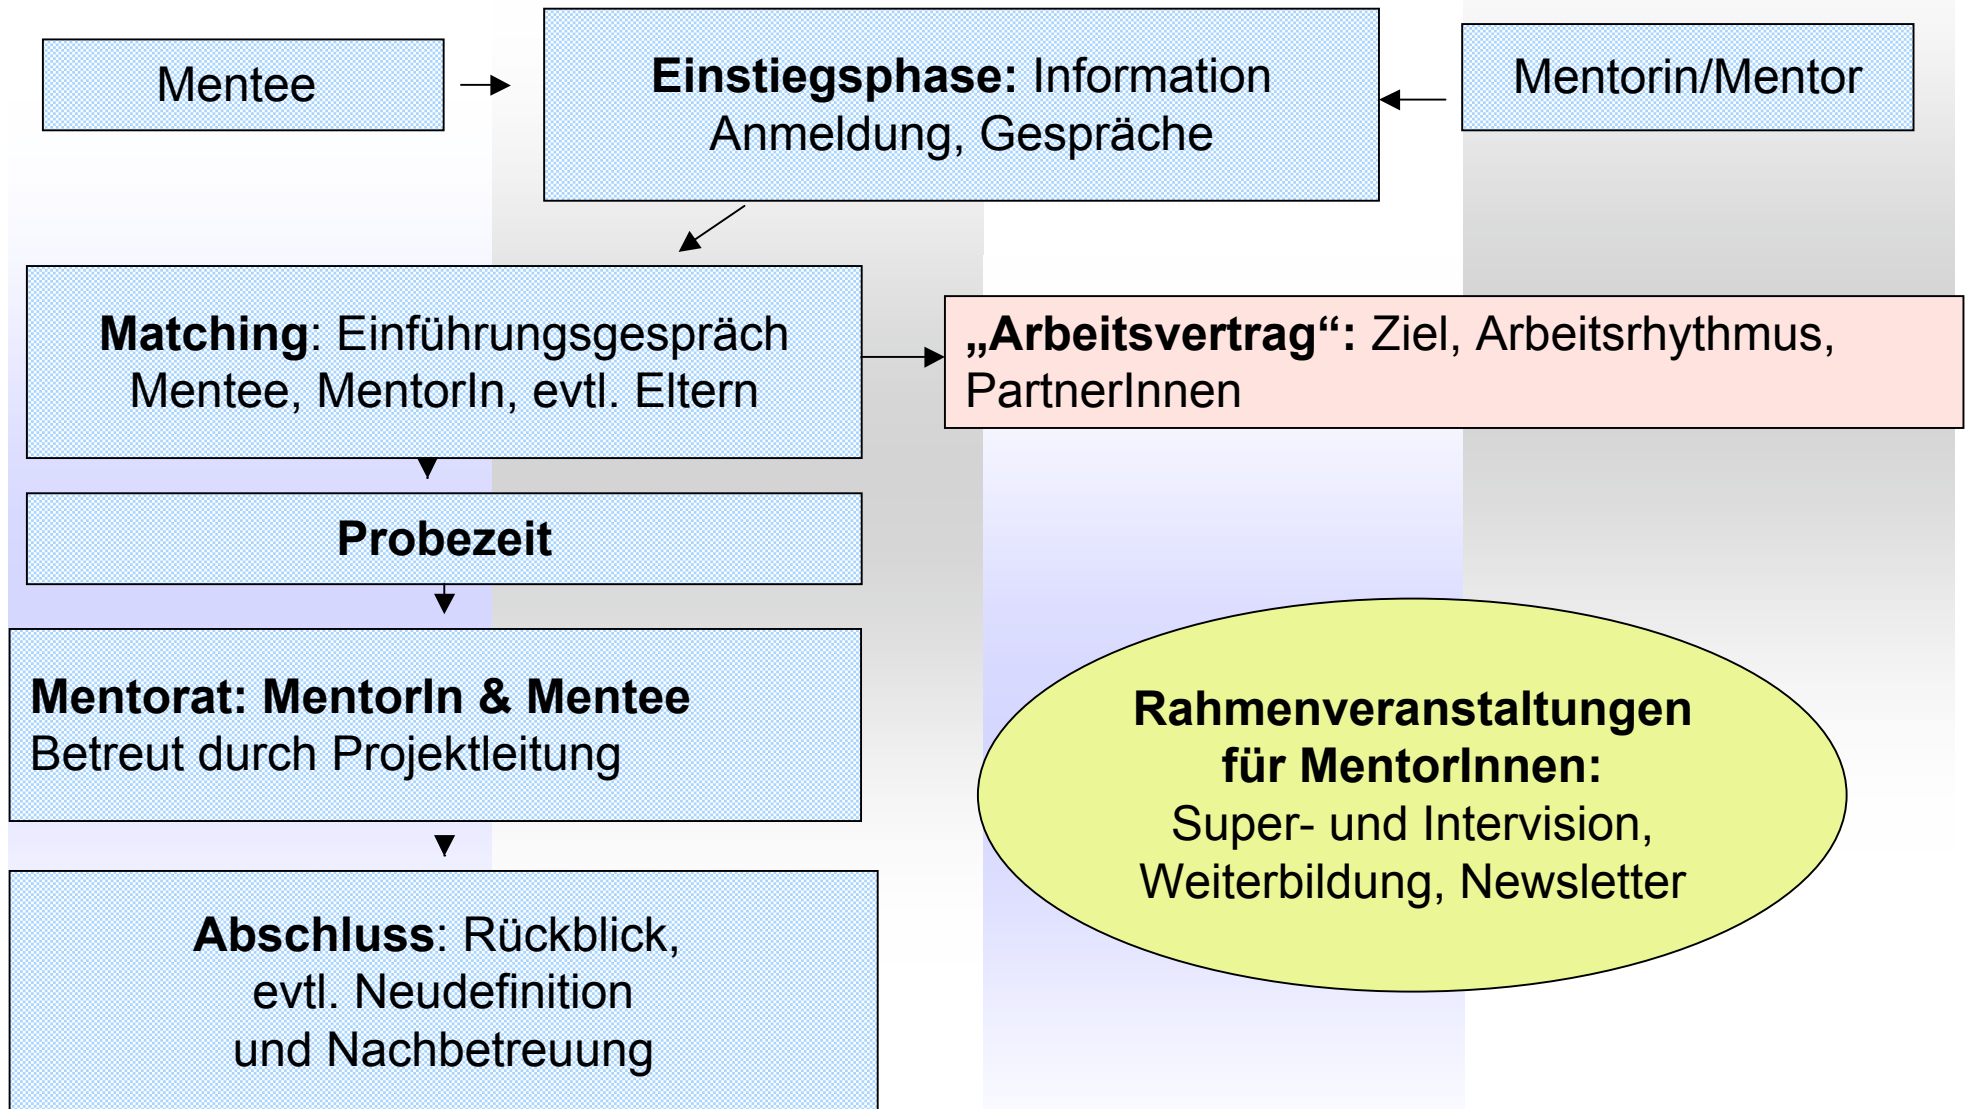 Mentee
Einstiegsphase: Information
Anmeldung, Gespräche
Mentorin/Mentor
Matching: Einführungsgespräch
Mentee, MentorIn, evtl. Eltern
„Arbeitsvertrag“: Ziel, Arbeitsrhythmus,
PartnerInnen
Probezeit
Mentorat: MentorIn & Mentee
Betreut durch Projektleitung
Rahmenveranstaltungen
für MentorInnen:
Super- und Intervision,
Weiterbildung, Newsletter
Abschluss: Rückblick,
evtl. Neudefinition
und Nachbetreuung